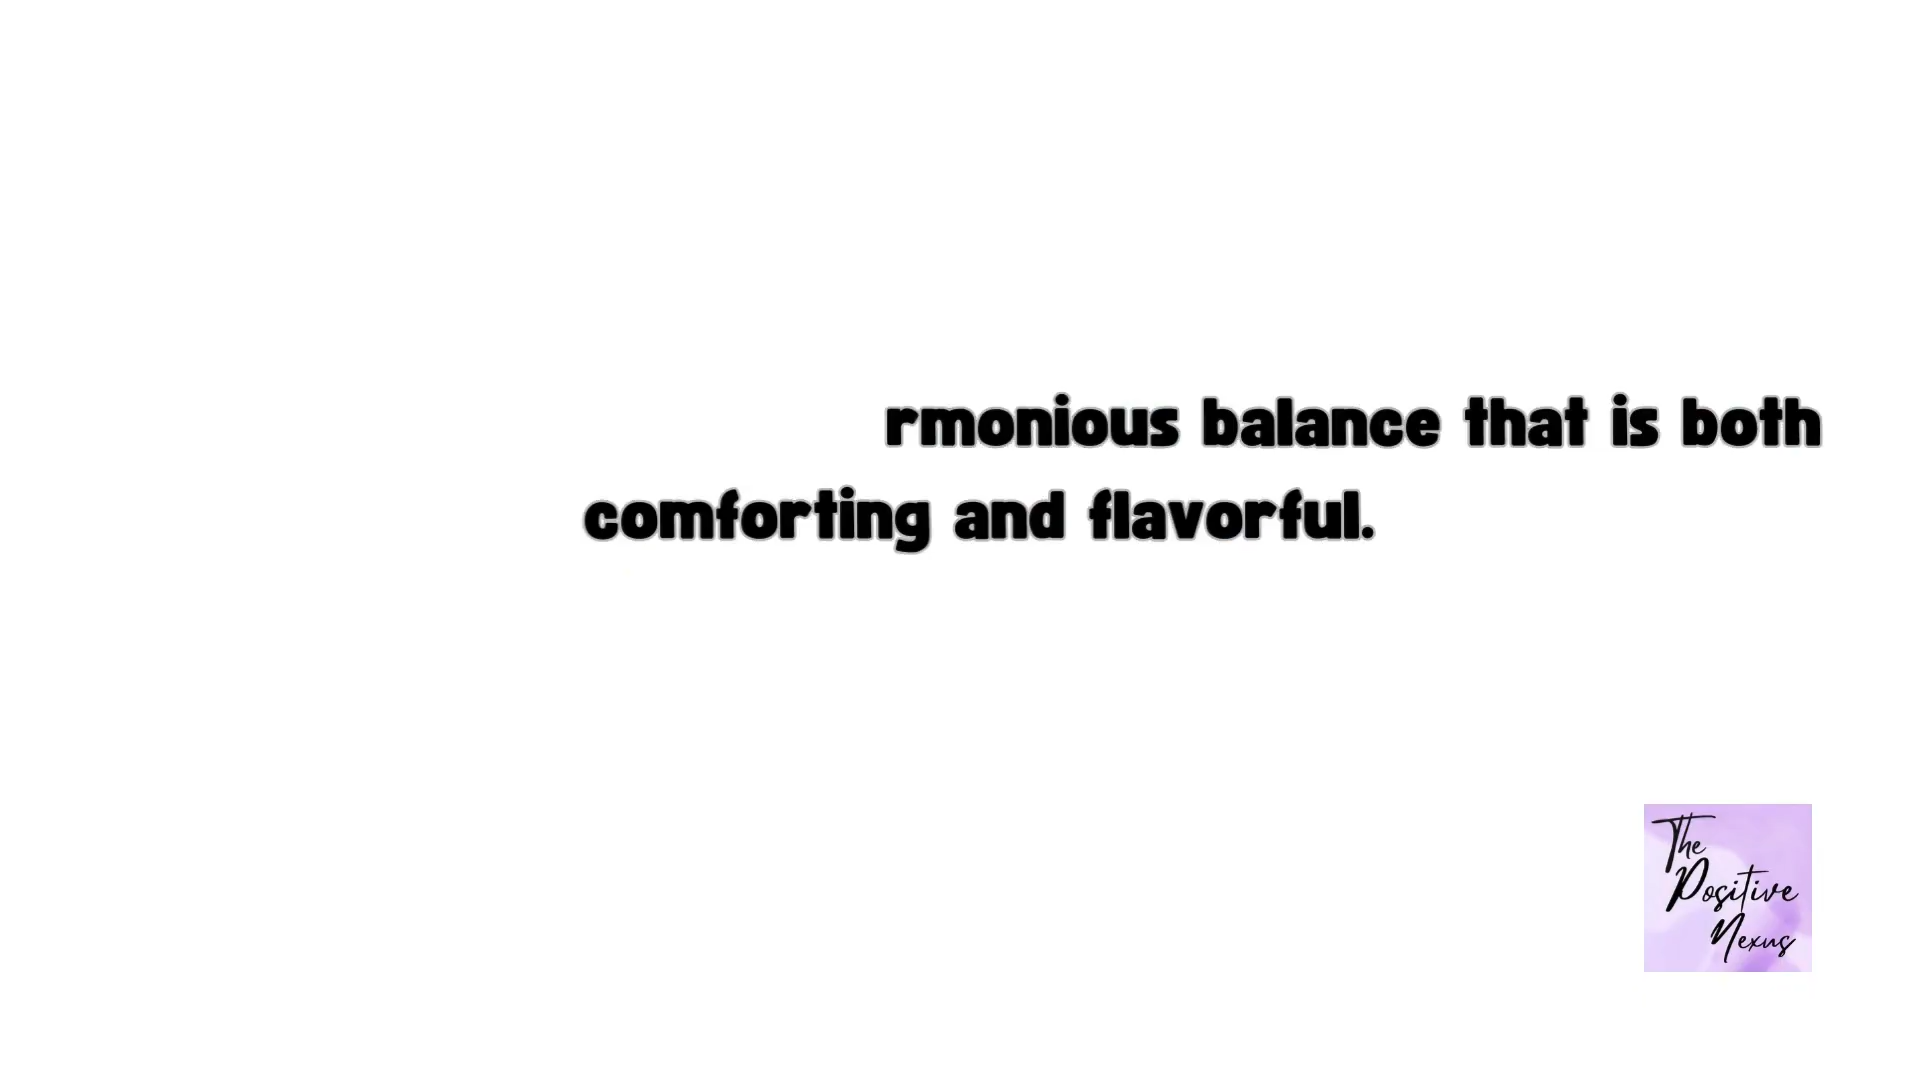 rmonious balance that is both
comforting and flavorful.
The
Positive
Nexus